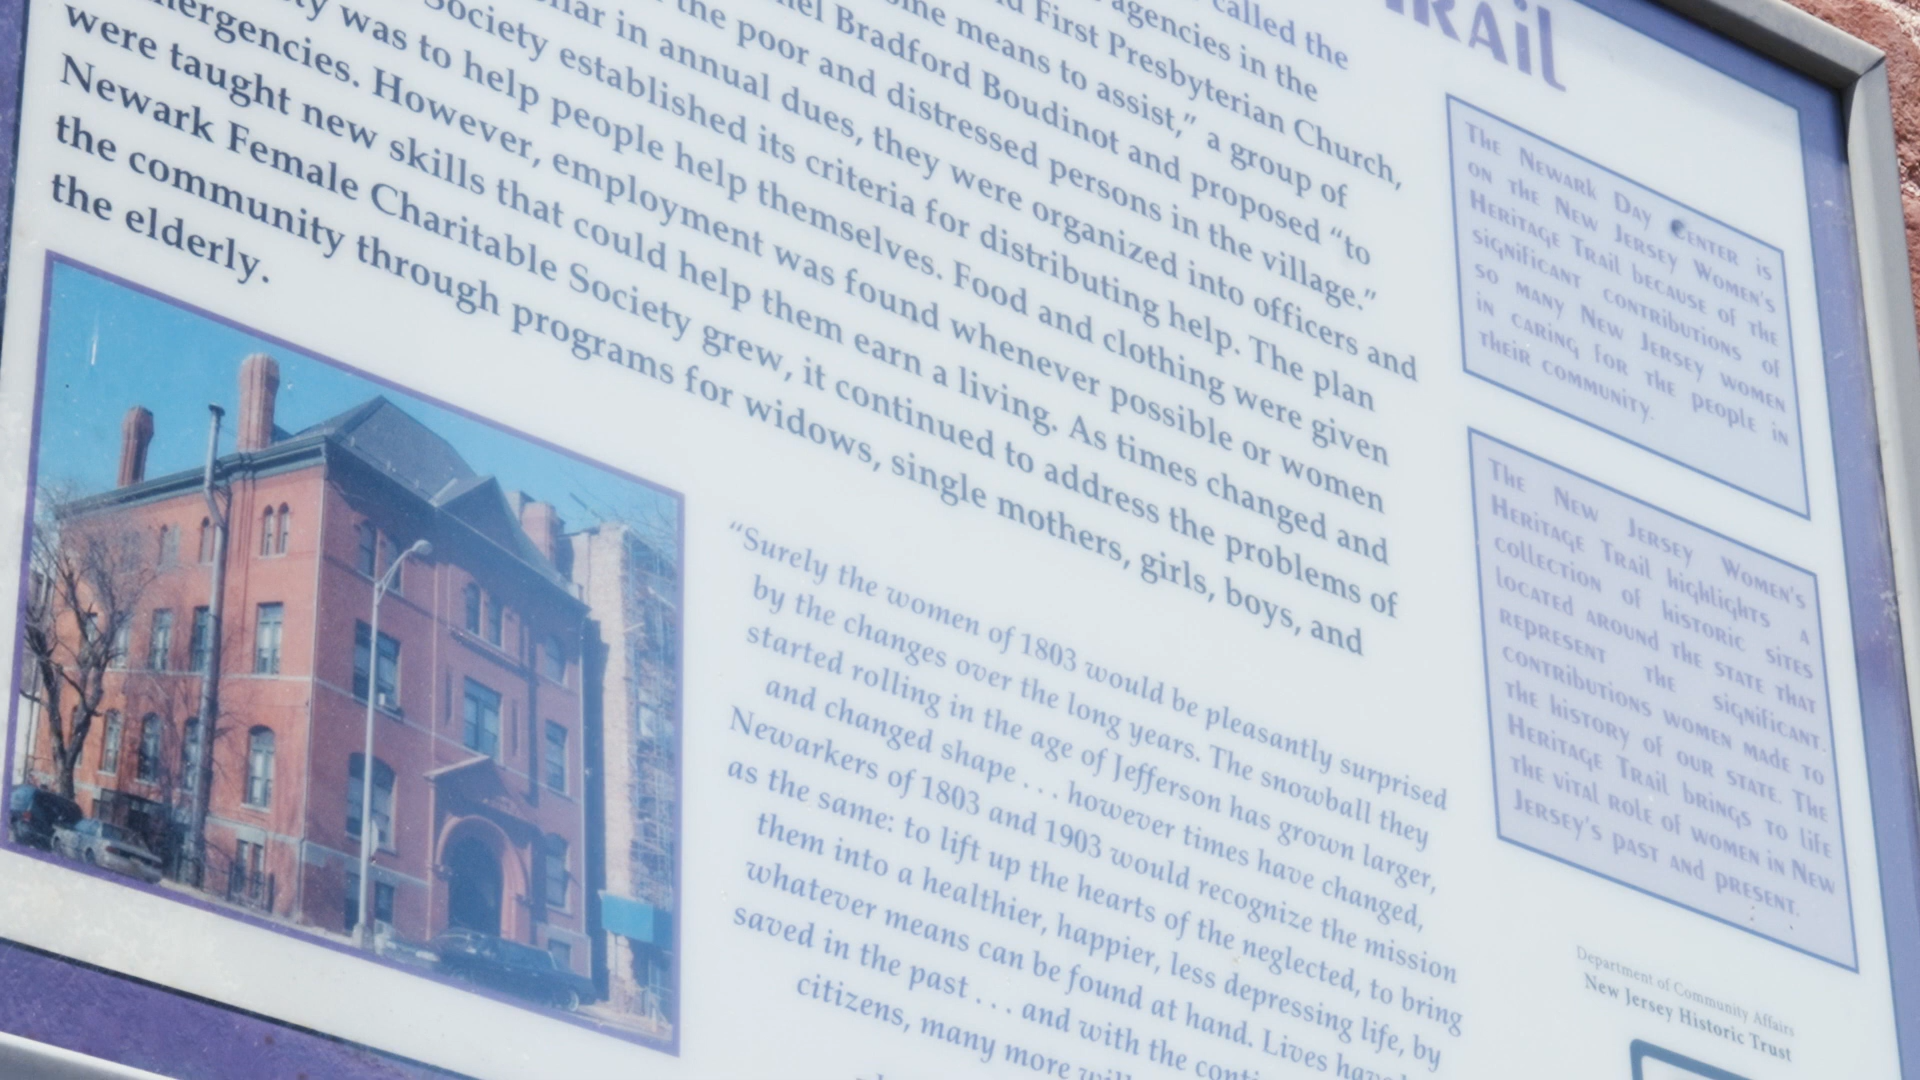 TRAIL
called the
agencies in the
First Presbyterian Church,
means to assist,” a group of
Bradford Boudinot and proposed “to
the poor and distressed persons in the village.”
in annual dues, they were organized into officers and
Society established its criteria for distributing help. The plan
was to help people help themselves. Food and clothing were given
emergencies. However, employment was found whenever possible or women
were taught new skills that could help them earn a living. As times changed and
Newark Female Charitable Society grew, it continued to address the problems of
the community through programs for widows, single mothers, girls, boys, and
the elderly.
“Surely the women of 1803 would be pleasantly surprised
by the changes over the long years. The snowball they
started rolling in the age of Jefferson has grown larger,
and changed shape . . . however times have changed,
Newarkers of 1803 and 1903 would recognize the mission
as the same: to lift up the hearts of the neglected, to bring
them into a healthier, happier, less depressing life, by
whatever means can be found at hand. Lives have
saved in the past . . . and with the
citizens, many more
The Newark Day Center is
on the New Jersey Women's
Heritage Trail because of the
significant contributions of
so many New Jersey women
in caring for the people in
their community.
The New Jersey Women's
Heritage Trail highlights a
collection of historic sites
located around the state that
represent the significant
contributions women made to
the history of our state. The
Heritage Trail brings to life
the vital role of women in New
Jersey's past and present.
Department of Community Affairs
New Jersey Historic Trust